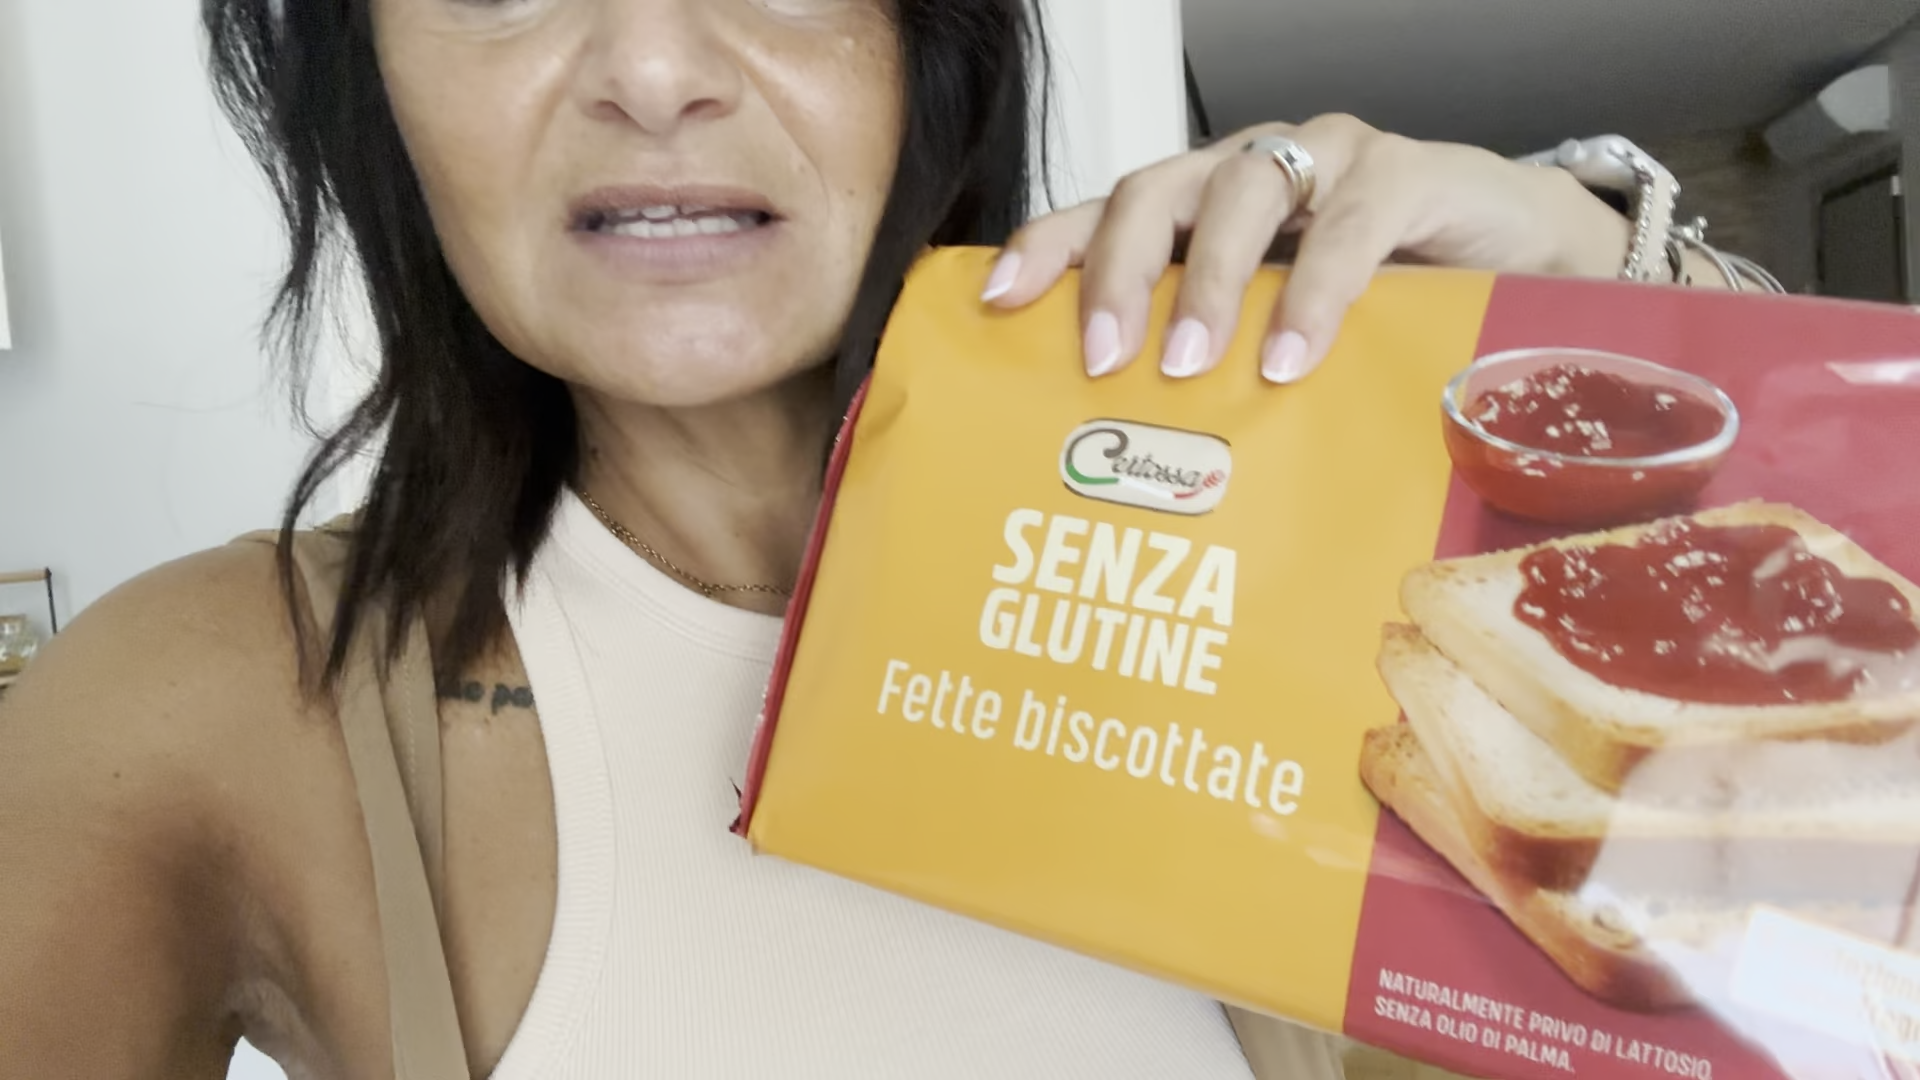 Certossa
SENZA
GLUTINE
Fette biscottate
NATURALMENTE PRIVO DI LATTOSIO.
SENZA OLIO DI PALMA.